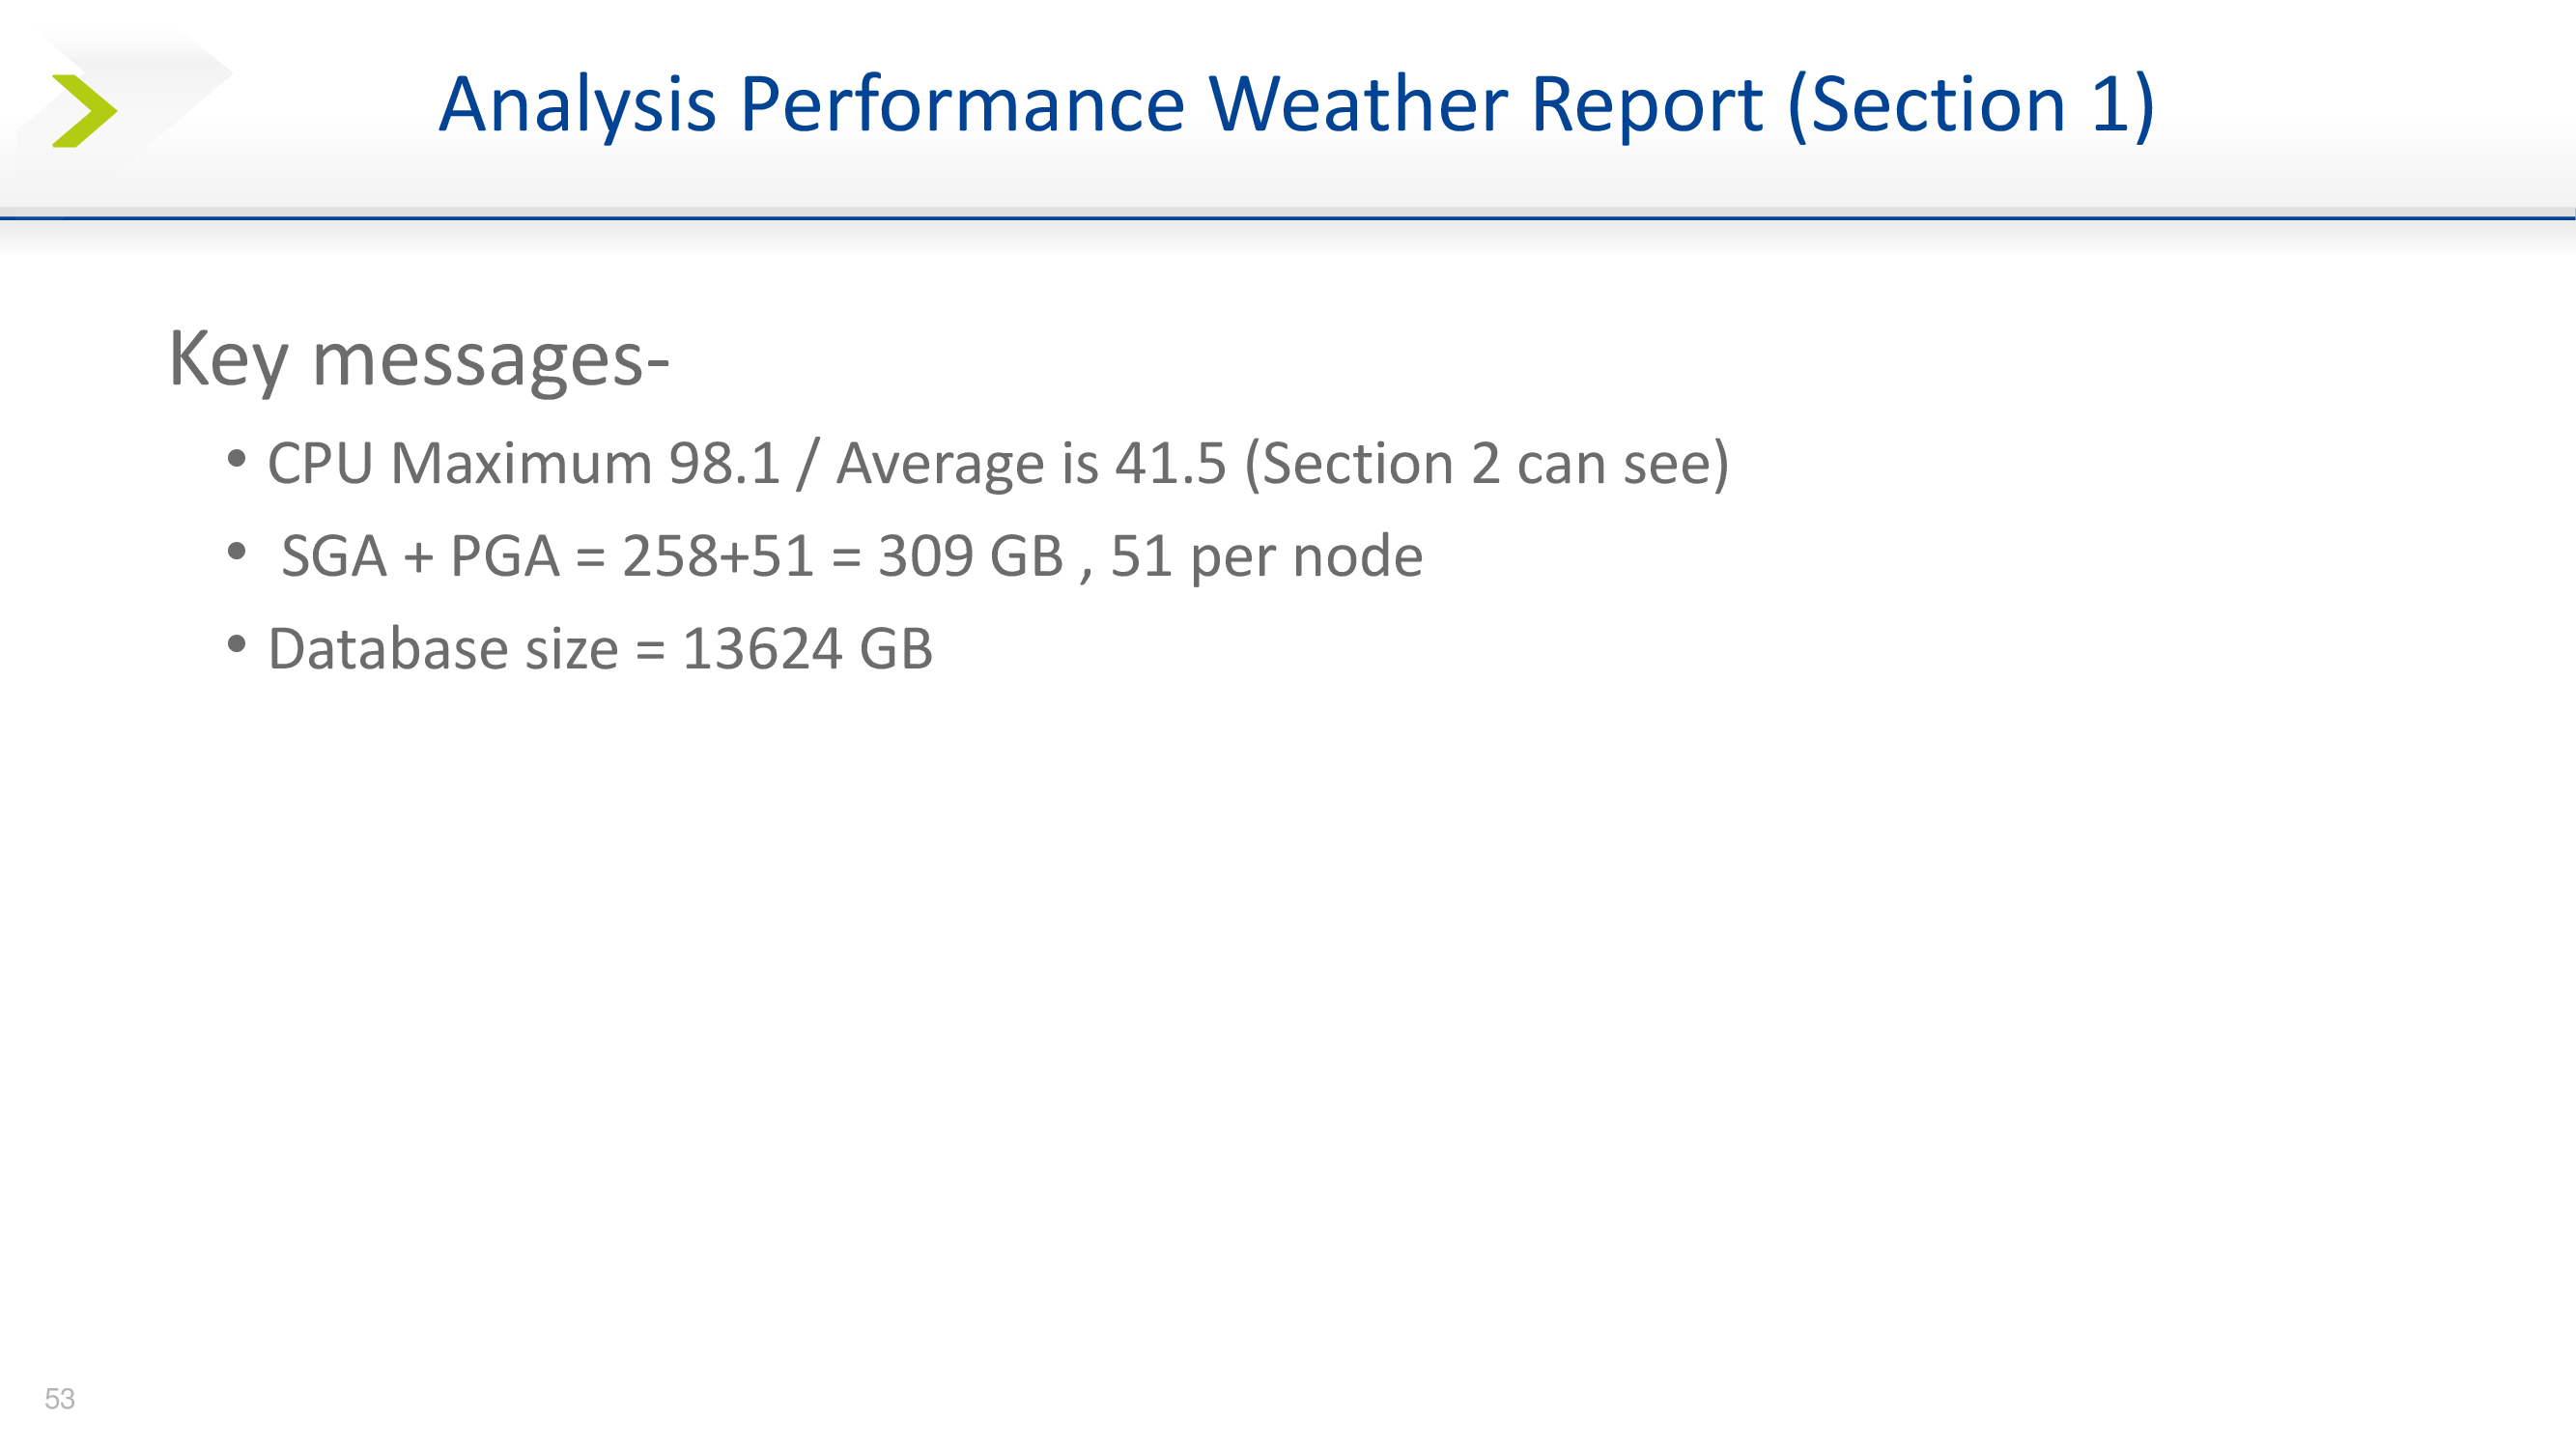 Analysis Performance Weather Report (Section 1)
Key messages-
• CPU Maximum 98.1 / Average is 41.5 (Section 2 can see)
• SGA + PGA = 258+51 = 309 GB , 51 per node
• Database size = 13624 GB
53